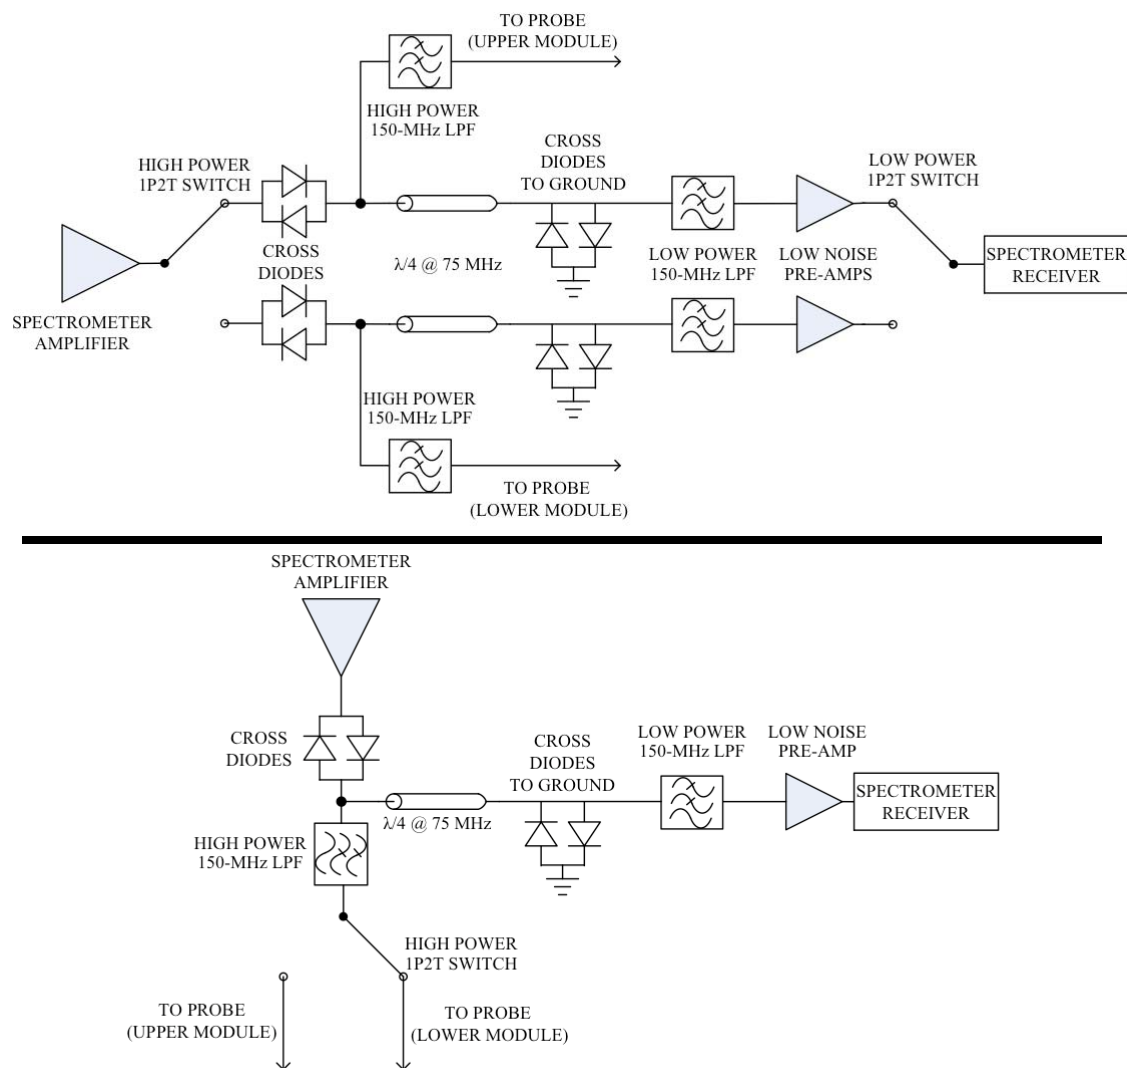 TO PROBE
(UPPER MODULE)
HIGH POWER
150-MHz LPF
CROSS
DIODES
TO GROUND
HIGH POWER
1P2T SWITCH
LOW POWER
1P2T SWITCH
CROSS
DIODES
λ/4 @ 75 MHz
LOW POWER
150-MHz LPF
LOW NOISE
PRE-AMPS
SPECTROMETER
RECEIVER
SPECTROMETER
AMPLIFIER
HIGH POWER
150-MHz LPF
TO PROBE
(LOWER MODULE)
SPECTROMETER
AMPLIFIER
CROSS
DIODES
CROSS
DIODES
TO GROUND
LOW POWER
150-MHz LPF
LOW NOISE
PRE-AMP
SPECTROMETER
RECEIVER
λ/4 @ 75 MHz
HIGH POWER
150-MHz LPF
HIGH POWER
1P2T SWITCH
TO PROBE
(UPPER MODULE)
TO PROBE
(LOWER MODULE)